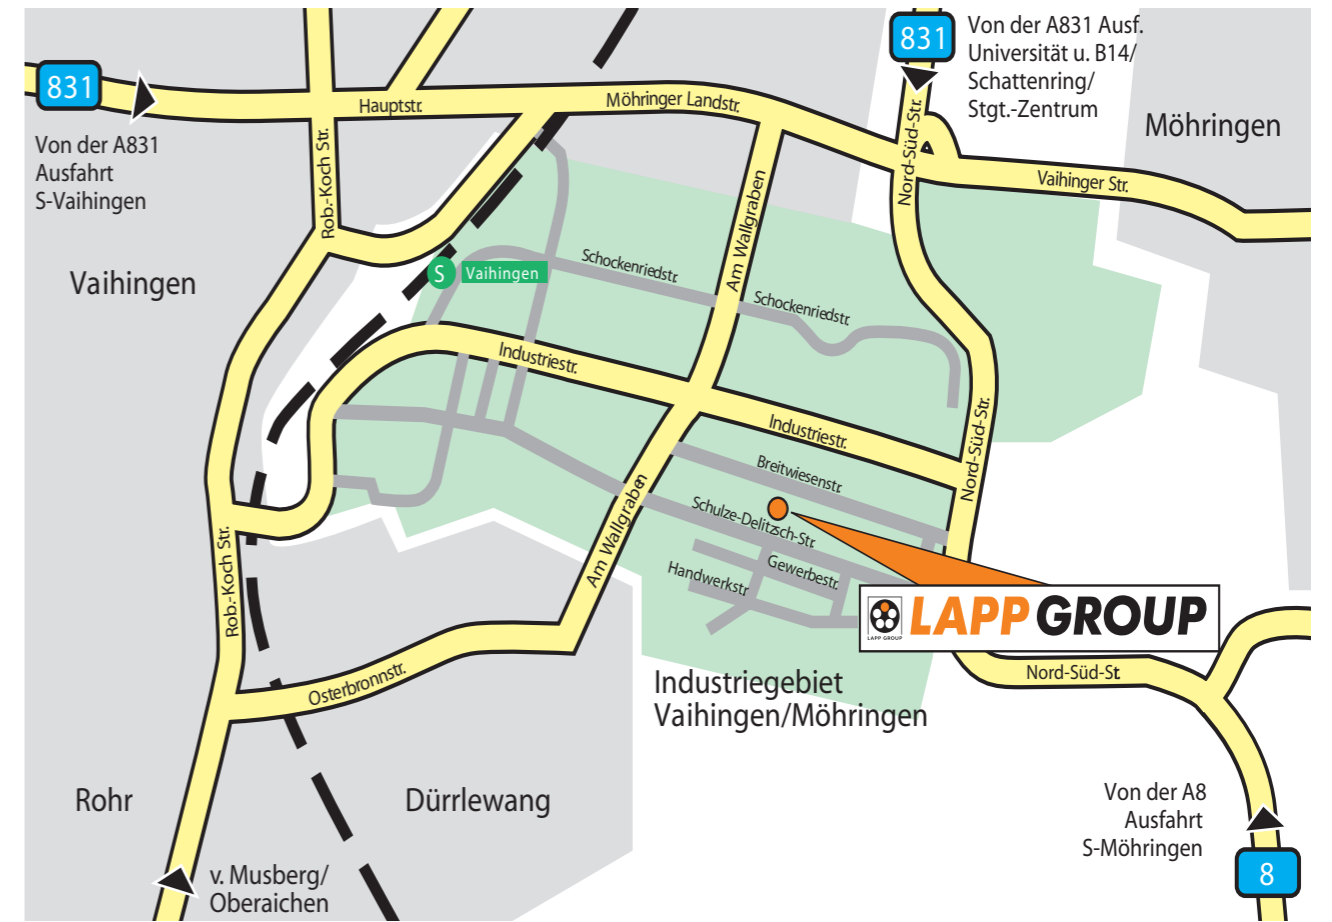 831
Von der A831 Ausf.
Universität u. B14/
Schattenring/
Stgt.-Zentrum
831
Von der A831
Ausfahrt
S-Vaihingen
Hauptstr.
Möhringer Landstr.
Möhringen
Nord-Süd-Str.
Vaihinger Str.
Rob.-Koch Str.
Am Wallgraben
Vaihingen
S
Vaihingen
Schockenriedstr.
Schockenriedstr.
Industriestr.
Industriestr.
Nord-Süd-Str.
Breitwiesenstr.
Schulze-Delitzsch-Str.
Am Wallgraben
Gewerbestr.
Handwerkstr
Rob.-Koch Str.
LAPP GROUP
LAPP GROUP
Osterbronnstr.
Nord-Süd-St.
Industriegebiet
Vaihingen/Möhringen
Rohr
Dürrlewang
Von der A8
Ausfahrt
S-Möhringen
8
v. Musberg/
Oberaichen